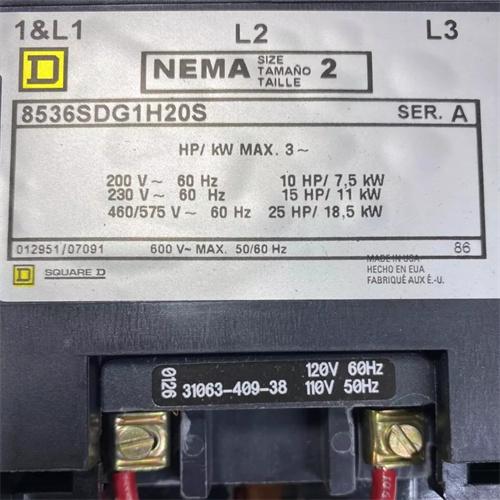 1&L1 L2 L3
D NEMA SIZE TAMAÑO TAILLE 2
8536SDG1H20S SER. A
HP/ kW MAX. 3~
200 V~ 60 Hz 10 HP/ 7,5 kW
230 V~ 60 Hz 15 HP/ 11 kW
460/575 V~ 60 Hz 25 HP/ 18,5 kW
012951/07091 600 V~ MAX. 50/60 Hz 86
D SQUARE D
MADE IN USA
HECHO EN EUA
FABRIQUÉ AUX É.-U.
0126 31063-409-38 120V 60Hz
110V 50Hz